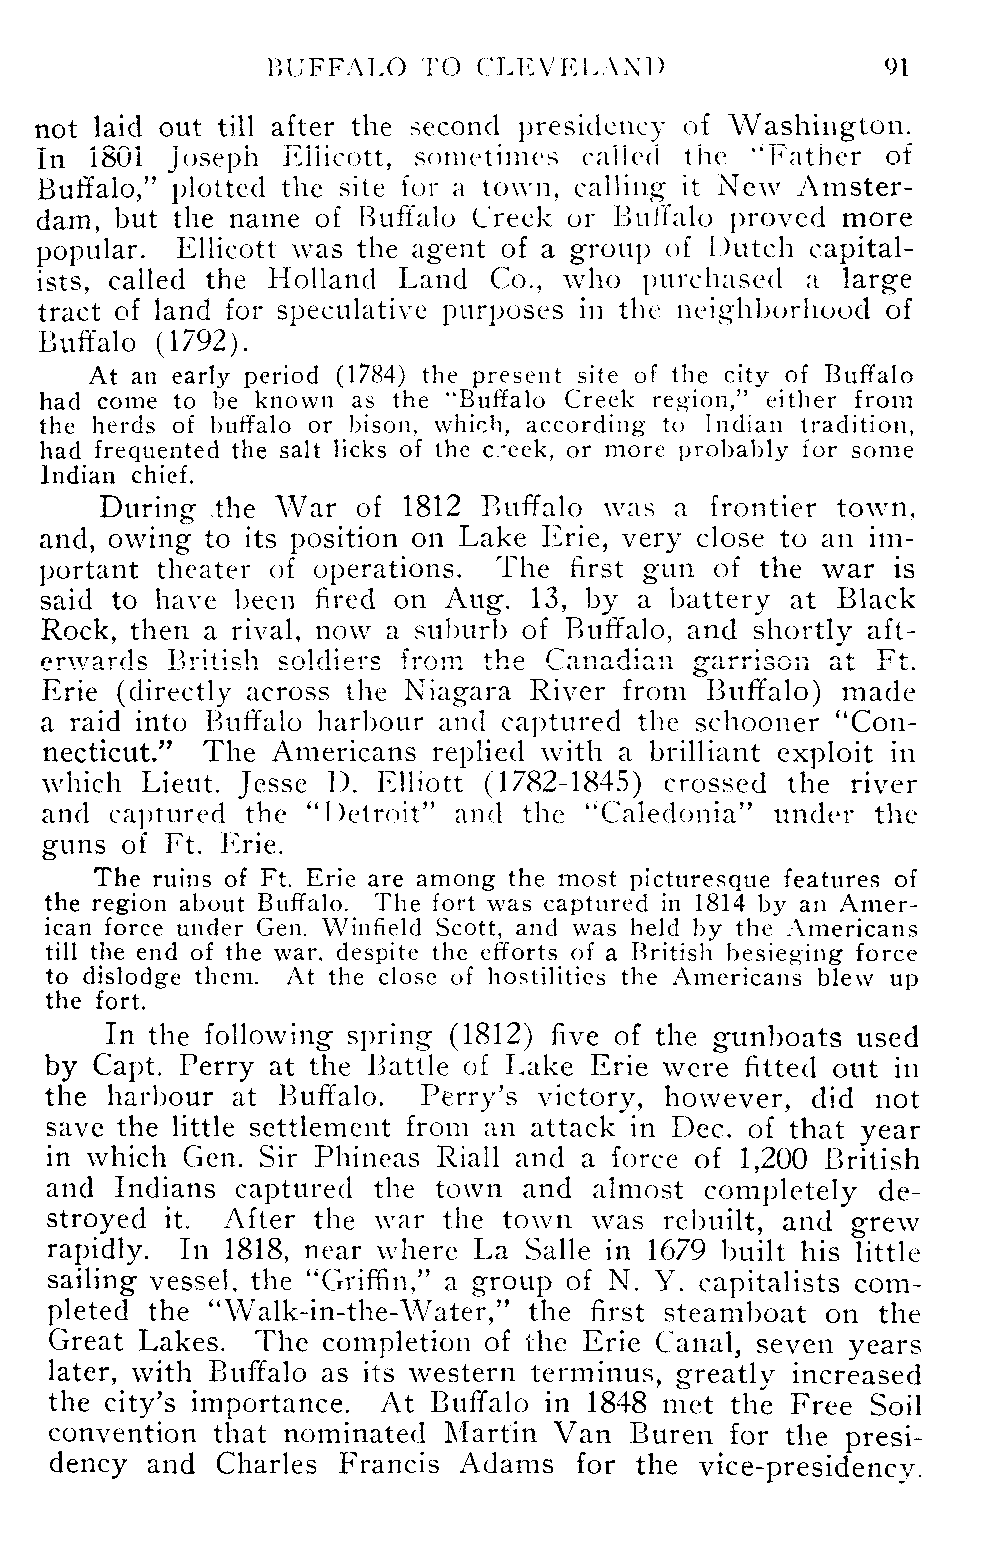 BUFFALO TO CLEVELAND 91
not laid out till after the second presidency of Washington.
In 1801 Joseph Ellicott, sometimes called the “Father of
Buffalo,” plotted the site for a town, calling it New Amster-
dam, but the name of Buffalo Creek or Buffalo proved more
popular. Ellicott was the agent of a group of Dutch capital-
ists, called the Holland Land Co., who purchased a large
tract of land for speculative purposes in the neighborhood of
Buffalo (1792).
At an early period (1784) the present site of the city of Buffalo
had come to be known as the “Buffalo Creek region,” either from
the herds of buffalo or bison, which, according to Indian tradition,
had frequented the salt licks of the creek, or more probably for some
Indian chief.
During the War of 1812 Buffalo was a frontier town,
and, owing to its position on Lake Erie, very close to an im-
portant theater of operations. The first gun of the war is
said to have been fired on Aug. 13, by a battery at Black
Rock, then a rival, now a suburb of Buffalo, and shortly aft-
erwards British soldiers from the Canadian garrison at Ft.
Erie (directly across the Niagara River from Buffalo) made
a raid into Buffalo harbour and captured the schooner “Con-
necticut.” The Americans replied with a brilliant exploit in
which Lieut. Jesse D. Elliott (1782-1845) crossed the river
and captured the “Detroit” and the “Caledonia” under the
guns of Ft. Erie.
The ruins of Ft. Erie are among the most picturesque features of
the region about Buffalo. The fort was captured in 1814 by an Amer-
ican force under Gen. Winfield Scott, and was held by the Americans
till the end of the war, despite the efforts of a British besieging force
to dislodge them. At the close of hostilities the Americans blew up
the fort.
In the following spring (1812) five of the gunboats used
by Capt. Perry at the Battle of Lake Erie were fitted out in
the harbour at Buffalo. Perry’s victory, however, did not
save the little settlement from an attack in Dec. of that year
in which Gen. Sir Phineas Riall and a force of 1,200 British
and Indians captured the town and almost completely de-
stroyed it. After the war the town was rebuilt, and grew
rapidly. In 1818, near where La Salle in 1679 built his little
sailing vessel, the “Griffin,” a group of N. Y. capitalists com-
pleted the “Walk-in-the-Water,” the first steamboat on the
Great Lakes. The completion of the Erie Canal, seven years
later, with Buffalo as its western terminus, greatly increased
the city’s importance. At Buffalo in 1848 met the Free Soil
convention that nominated Martin Van Buren for the presi-
dency and Charles Francis Adams for the vice-presidency.